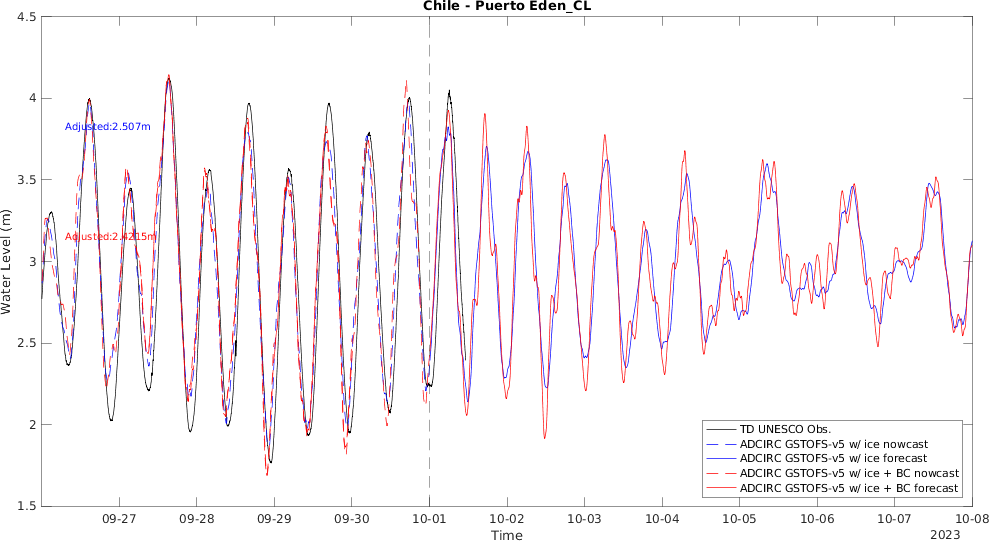 Chile - Puerto Eden_CL
4.5
4
3.5
3
2.5
2
1.5
Water Level (m)
Adjusted:2.507m
Adjusted:2.4215m
TD UNESCO Obs.
ADCIRC GSTOFS-v5 w/ ice nowcast
ADCIRC GSTOFS-v5 w/ ice forecast
ADCIRC GSTOFS-v5 w/ ice + BC nowcast
ADCIRC GSTOFS-v5 w/ ice + BC forecast
09-27 09-28 09-29 09-30 10-01 10-02 10-03 10-04 10-05 10-06 10-07 10-08
Time
2023